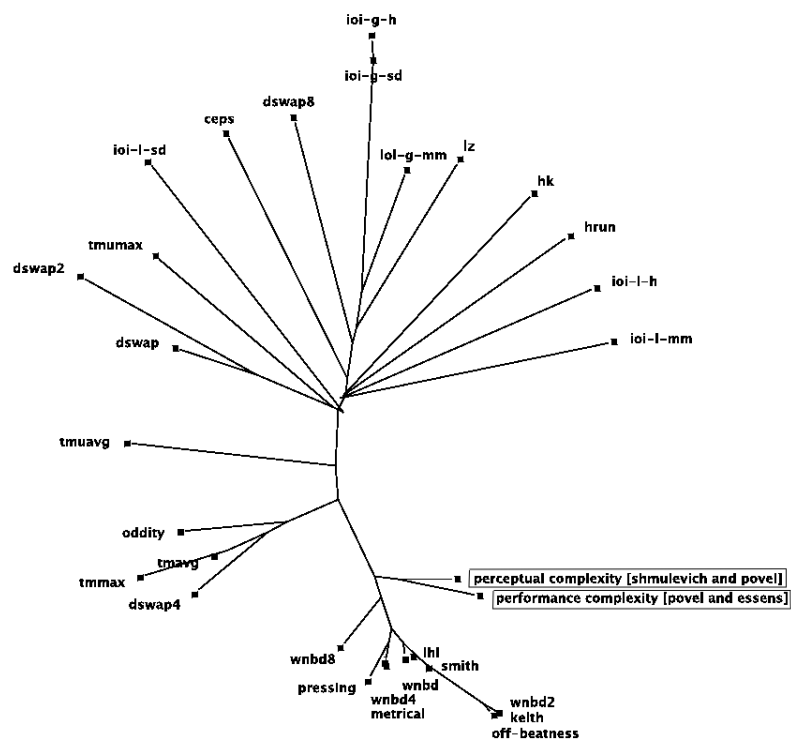 ioi-g-h
ioi-g-sd
dswap8
ceps
lol-g-mm
lz
ioi-l-sd
hk
hrun
tmumax
dswap2
ioi-l-h
dswap
ioi-l-mm
tmuavg
oddity
tmavg
tmmax
dswap4
perceptual complexity [shmulevich and povel]
performance complexity [povel and essens]
wnbd8
lhl
smith
pressing
wnbd
wnbd4
metrical
wnbd2
keith
off-beatness